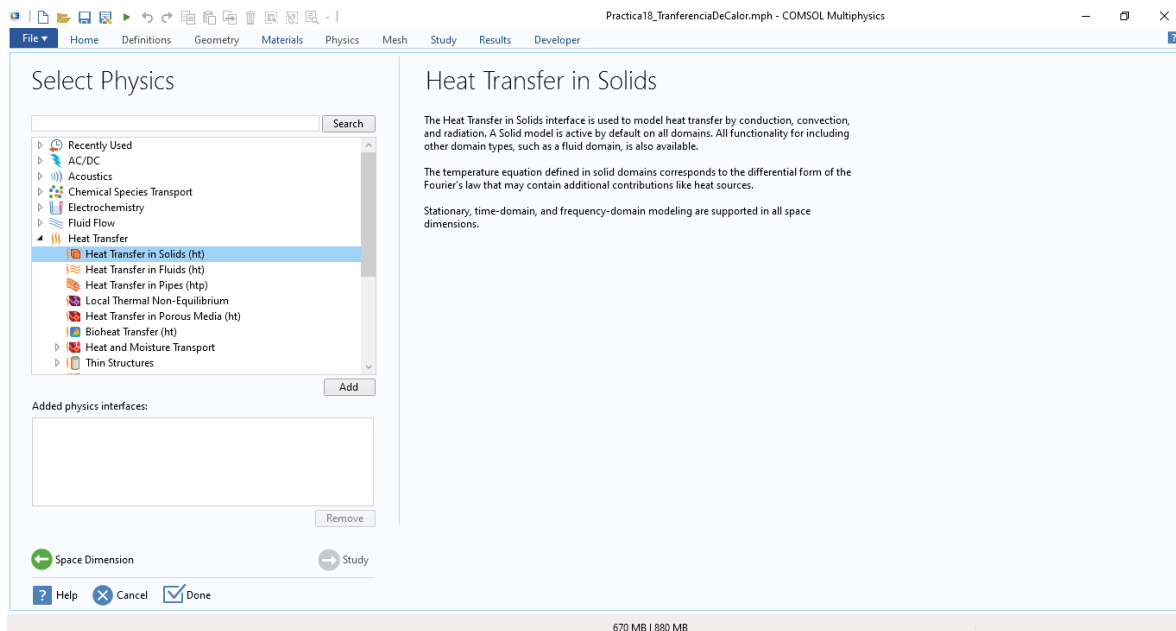 Practica18_TranferenciaDeCalor.mph - COMSOL Multiphysics
File Home Definitions Geometry Materials Physics Mesh Study Results Developer
?
Select Physics
Search
Recently Used
AC/DC
Acoustics
Chemical Species Transport
Electrochemistry
Fluid Flow
Heat Transfer
Heat Transfer in Solids (ht)
Heat Transfer in Fluids (ht)
Heat Transfer in Pipes (htp)
Local Thermal Non-Equilibrium
Heat Transfer in Porous Media (ht)
Bioheat Transfer (ht)
Heat and Moisture Transport
Thin Structures
Add
Added physics interfaces:
Remove
Space Dimension
Study
? Help
Cancel
Done
Heat Transfer in Solids
The Heat Transfer in Solids interface is used to model heat transfer by conduction, convection,
and radiation. A Solid model is active by default on all domains. All functionality for including
other domain types, such as a fluid domain, is also available.
The temperature equation defined in solid domains corresponds to the differential form of the
Fourier's law that may contain additional contributions like heat sources.
Stationary, time-domain, and frequency-domain modeling are supported in all space
dimensions.
670 MB | 880 MB